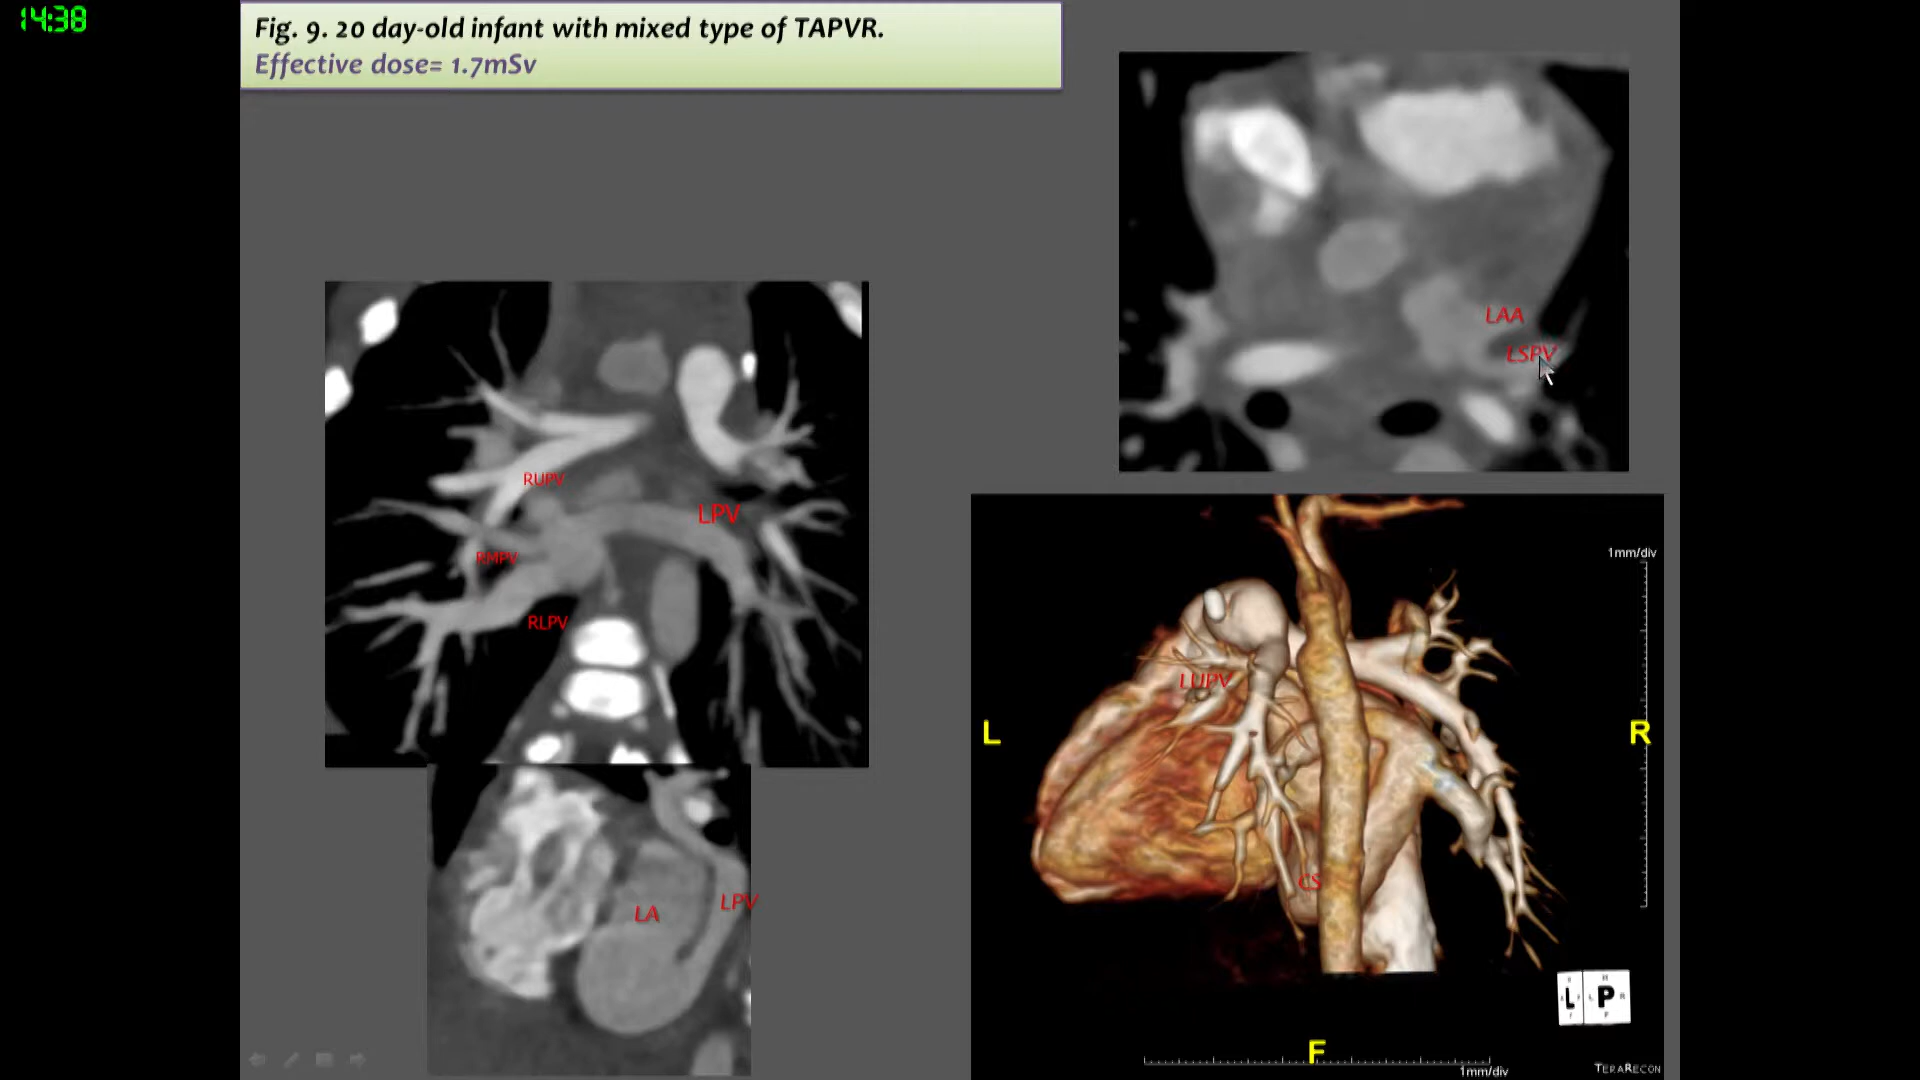 14:38
Fig. 9. 20 day-old infant with mixed type of TAPVR.
Effective dose= 1.7mSv
LAA
LSPV
RUPV
LPV
RMPV
RLPV
1mm/div
LUPV
L
R
CS
LA
LPV
L P
F
1mm/div
TERARECON